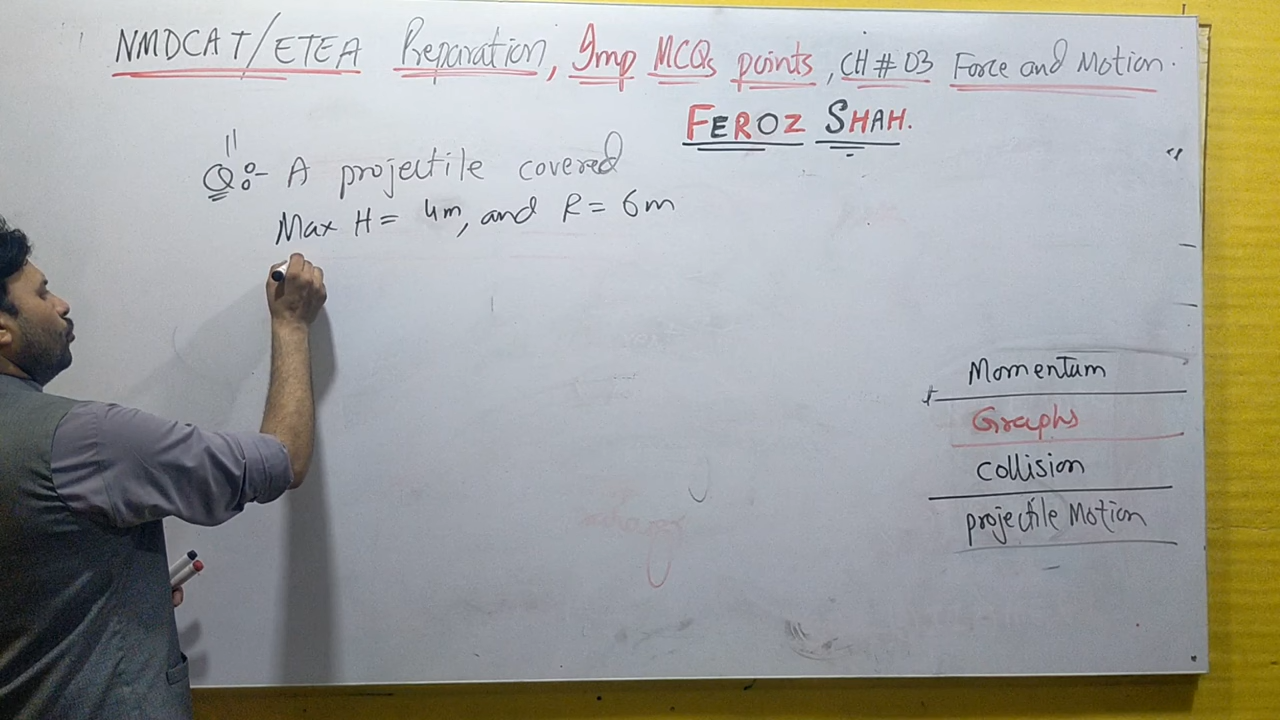 NMDCAT/ETEA Preparation, Imp MCQs points, CH # 03 Force and Motion.
FEROZ SHAH.
Q:- A projectile covered
Max H = 4m, and R = 6m
Momentum
Graphs
collision
projectile Motion